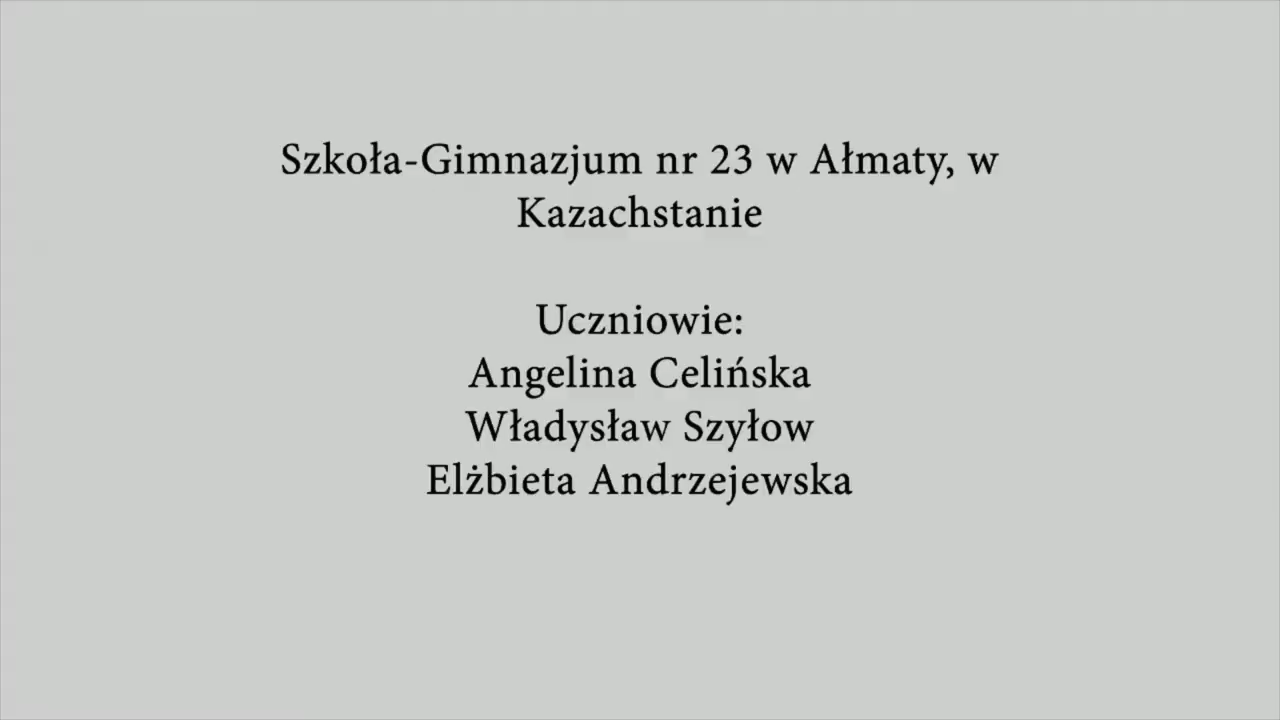 Szkoła-Gimnazjum nr 23 w Ałmaty, w
Kazachstanie
Uczniowie:
Angelina Celińska
Władysław Szyłow
Elżbieta Andrzejewska